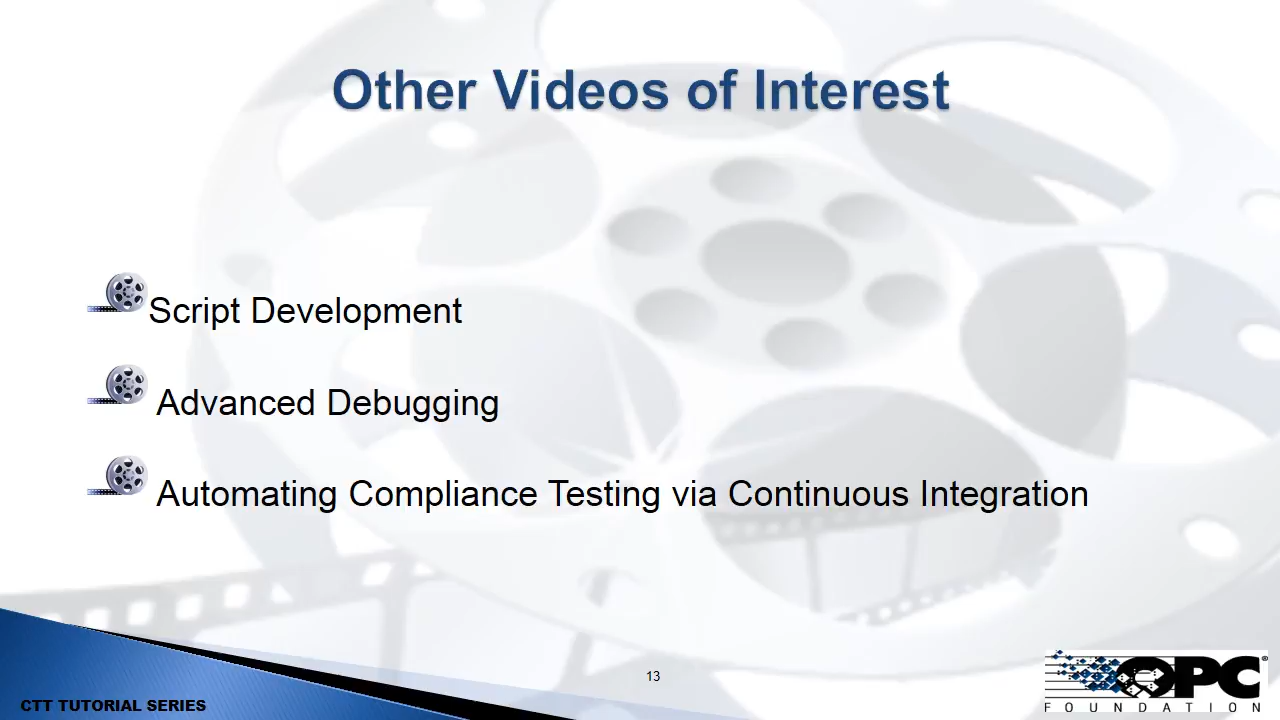 Other Videos of Interest
Script Development
Advanced Debugging
Automating Compliance Testing via Continuous Integration
13
CTT TUTORIAL SERIES
OPC®
FOUNDATION